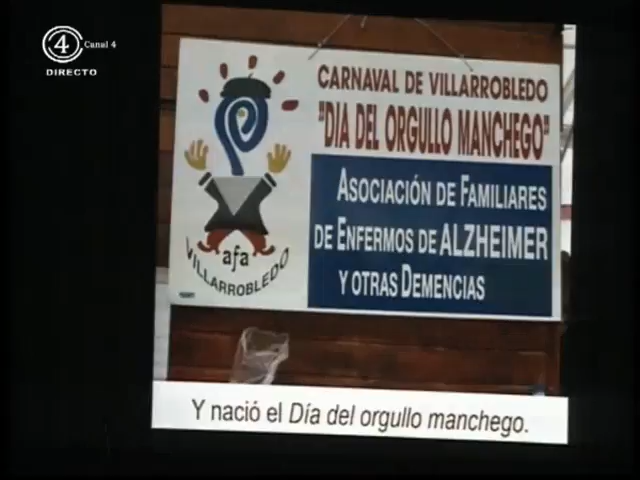 4
Canal 4
DIRECTO
CARNAVAL DE VILLARROBLEDO
"DIA DEL ORGULLO MANCHEGO"
ASOCIACIÓN DE FAMILIARES
DE ENFERMOS DE ALZHEIMER
Y OTRAS DEMENCIAS
afa
VILLARROBLEDO
Y nació el Día del orgullo manchego.